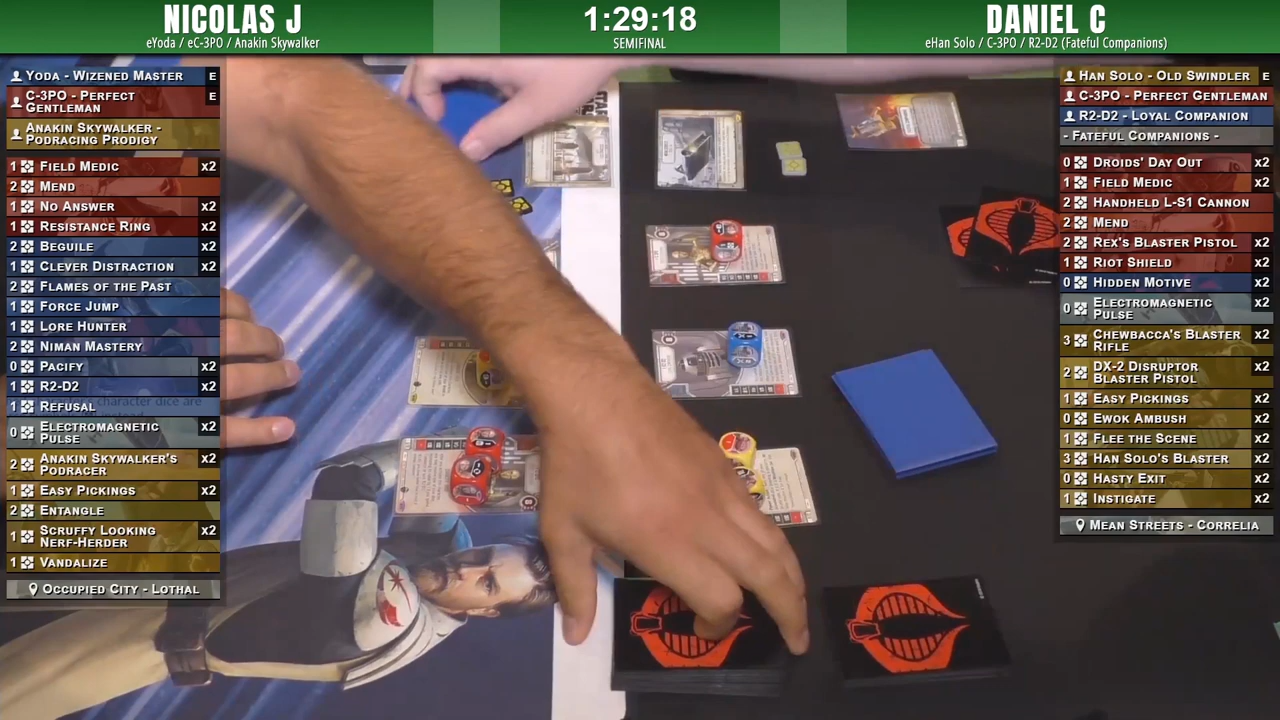 NICOLAS J
eYoda / eC-3PO / Anakin Skywalker
1:29:18
SEMIFINAL
DANIEL C
eHan Solo / C-3PO / R2-D2 (Fateful Companions)
YODA - WIZENED MASTER E
C-3PO - PERFECT
GENTLEMAN E
ANAKIN SKYWALKER -
PODRACING PRODIGY
1 FIELD MEDIC x2
2 MEND
1 NO ANSWER x2
1 RESISTANCE RING x2
2 BEGUILE x2
1 CLEVER DISTRACTION x2
2 FLAMES OF THE PAST
1 FORCE JUMP
1 LORE HUNTER
2 NIMAN MASTERY
0 PACIFY x2
1 R2-D2 x2
1 REFUSAL
0 ELECTROMAGNETIC
PULSE x2
2 ANAKIN SKYWALKER'S
PODRACER x2
1 EASY PICKINGS x2
2 ENTANGLE
1 SCRUFFY LOOKING
NERF-HERDER x2
1 VANDALIZE
OCCUPIED CITY - LOTHAL
HAN SOLO - OLD SWINDLER E
C-3PO - PERFECT GENTLEMAN
R2-D2 - LOYAL COMPANION
- FATEFUL COMPANIONS -
0 DROIDS' DAY OUT x2
1 FIELD MEDIC x2
2 HANDHELD L-S1 CANNON
2 MEND
2 REX'S BLASTER PISTOL x2
1 RIOT SHIELD x2
0 HIDDEN MOTIVE x2
0 ELECTROMAGNETIC
PULSE
3 CHEWBACCA'S BLASTER
RIFLE x2
2 DX-2 DISRUPTOR
BLASTER PISTOL x2
1 EASY PICKINGS x2
0 EWOK AMBUSH x2
1 FLEE THE SCENE x2
3 HAN SOLO'S BLASTER x2
0 HASTY EXIT x2
1 INSTIGATE x2
MEAN STREETS - CORRELIA